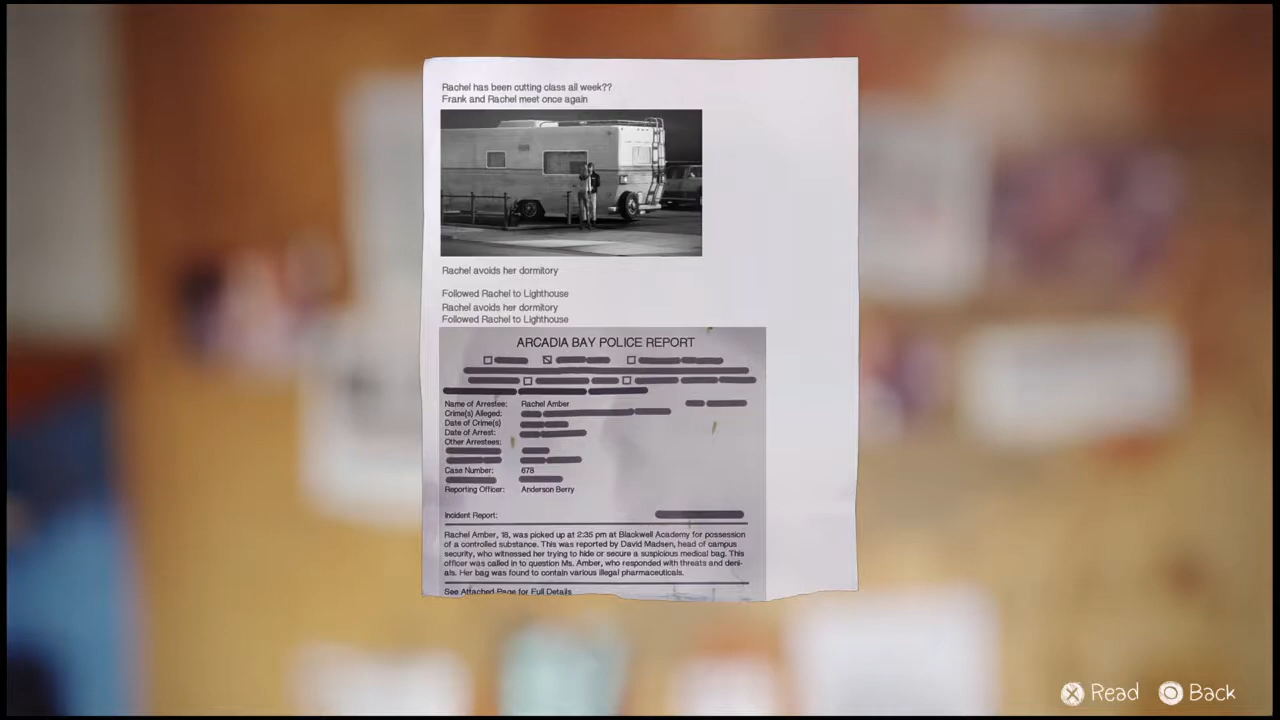 Rachel has been cutting class all week??
Frank and Rachel meet once again
Rachel avoids her dormitory
Followed Rachel to Lighthouse
Rachel avoids her dormitory
Followed Rachel to Lighthouse
ARCADIA BAY POLICE REPORT
Name of Arrestee: Rachel Amber
Crime(s) Alleged:
Date of Crime(s)
Date of Arrest:
Other Arrestees:
Case Number: 678
Reporting Officer: Anderson Berry
Incident Report:
Rachel Amber, 18, was picked up at 2:35 pm at Blackwell Academy for possession
of a controlled substance. This was reported by David Madsen, head of campus
security, who witnessed her trying to hide or secure a suspicious medical bag. This
officer was called in to question Ms. Amber, who responded with threats and deni-
als. Her bag was found to contain various illegal pharmaceuticals.
See Attached Page for Full Details
Read Back